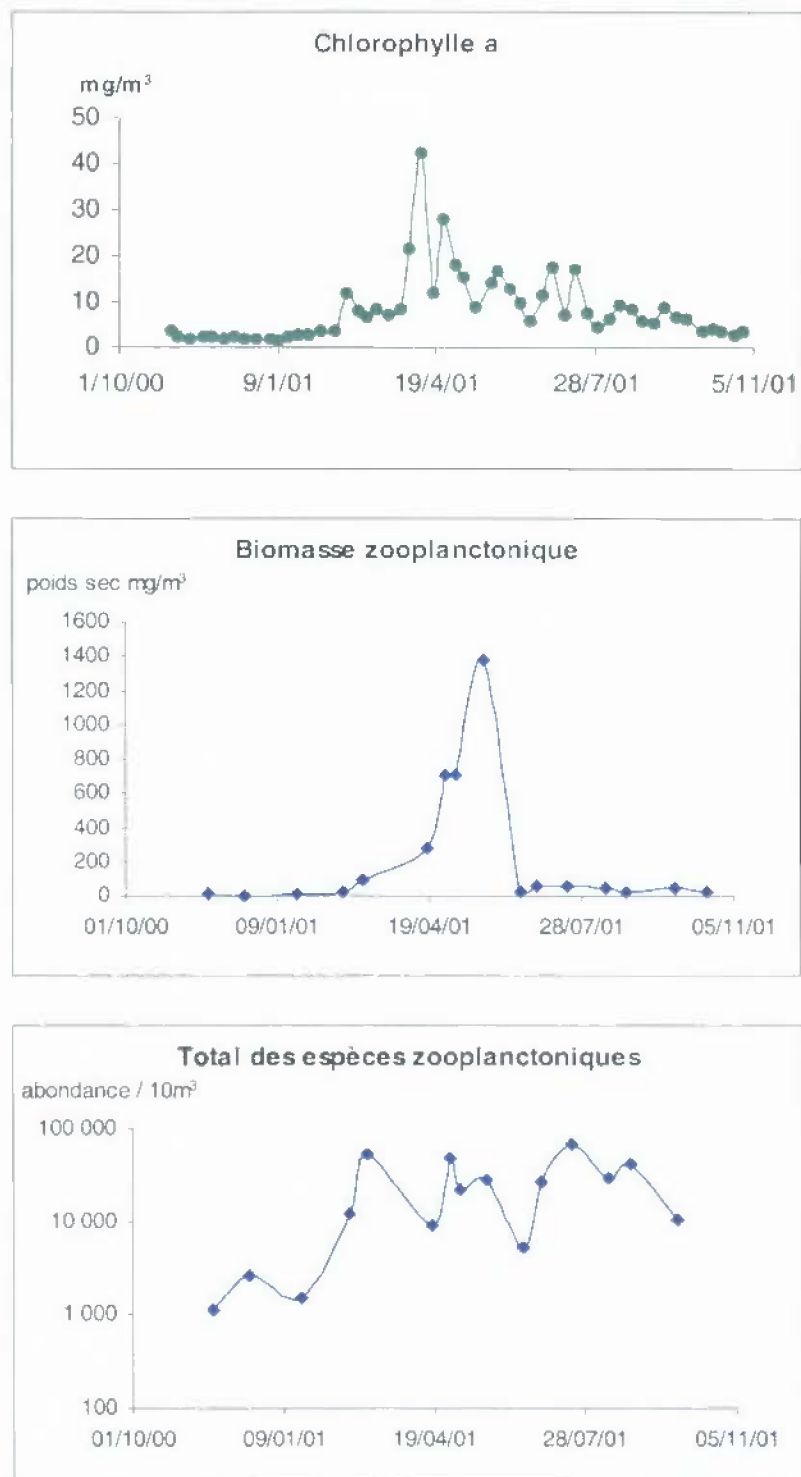 Chlorophylle a
mg/m³
50
40
30
20
10
0
1/10/00 9/1/01 19/4/01 28/7/01 5/11/01
Biomasse zooplanctonique
poids sec mg/m³
1600
1400
1200
1000
800
600
400
200
0
01/10/00 09/01/01 19/04/01 28/07/01 05/11/01
Total des espèces zooplanctoniques
abondance / 10m³
100 000
10 000
1 000
100
01/10/00 09/01/01 19/04/01 28/07/01 05/11/01